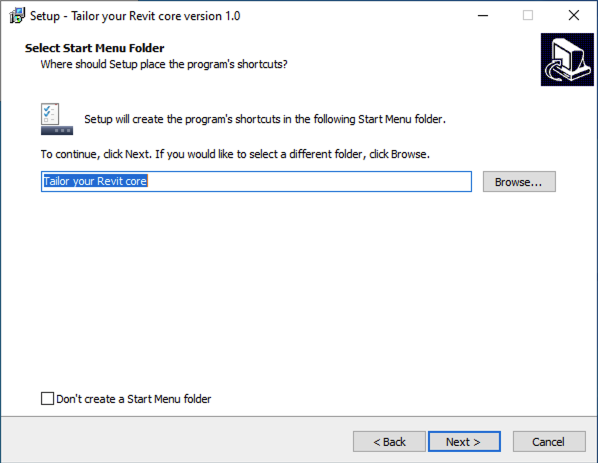 Setup - Tailor your Revit core version 1.0
Select Start Menu Folder
Where should Setup place the program's shortcuts?
Setup will create the program's shortcuts in the following Start Menu folder.
To continue, click Next. If you would like to select a different folder, click Browse.
Tailor your Revit core
Browse...
Don't create a Start Menu folder
< Back
Next >
Cancel